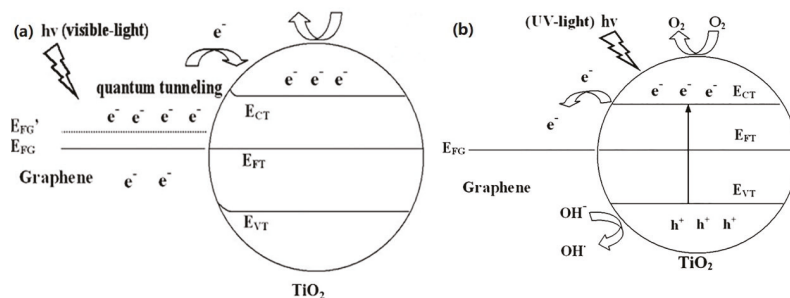 (a) hν (visible-light)
e⁻
quantum tunneling
e⁻ e⁻ e⁻ e⁻
e⁻ e⁻ e⁻
E_CT
E_FG'
E_FG
E_FT
Graphene
e⁻ e⁻
E_VT
TiO₂
(b)
(UV-light) hν
O₂ O₂
e⁻
e⁻ e⁻ e⁻
E_CT
e⁻
E_FT
E_FG
Graphene
E_VT
OH⁻
h⁺ h⁺ h⁺
OH·
TiO₂